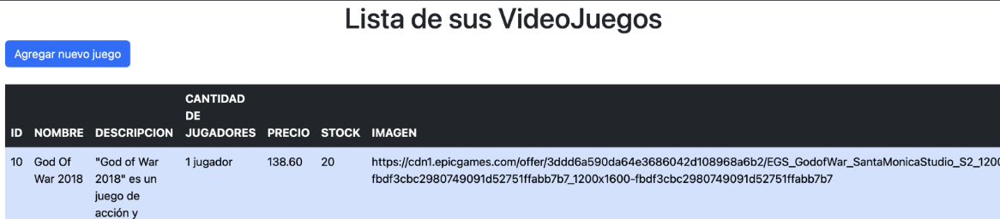 Lista de sus VideoJuegos
Agregar nuevo juego
CANTIDAD
DE
ID NOMBRE DESCRIPCION JUGADORES PRECIO STOCK IMAGEN
10 God Of "God of War 1 jugador 138.60 20 https://cdn1.epicgames.com/offer/3ddd6a590da64e3686042d108968a6b2/EGS_GodofWar_SantaMonicaStudio_S2_1200
War 2018 2018" es un fbdf3cbc2980749091d52751ffabb7b7_1200x1600-fbdf3cbc2980749091d52751ffabb7b7
juego de
acción y